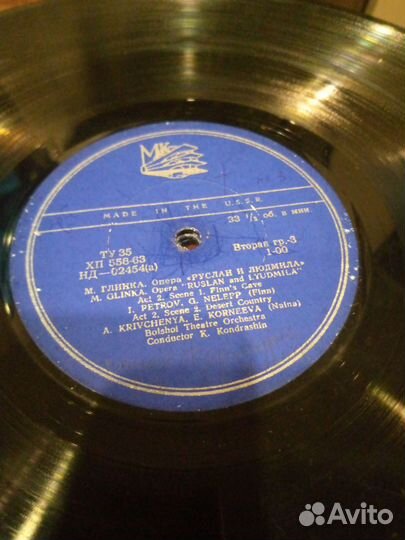 МК
MADE IN THE U.S.S.R.
ТУ 35
33 1/3 об. в мин.
ХП 558-63
Вторая гр.-3
НД—02454(а)
1-00
М. ГЛИНКА. Опера «РУСЛАН И ЛЮДМИЛА»
M. GLINKA. Opera "RUSLAN and LYUDMILA"
Act 2. Scene 1. Finn's Cave
I. PETROV, G. NELEPP (Finn)
Act 2, Scene 2. Desert Country
A. KRIVCHENYA, E. KORNEEVA (Naina)
Bolshoi Theatre Orchestra
Conductor K. Kondrashin
Avito